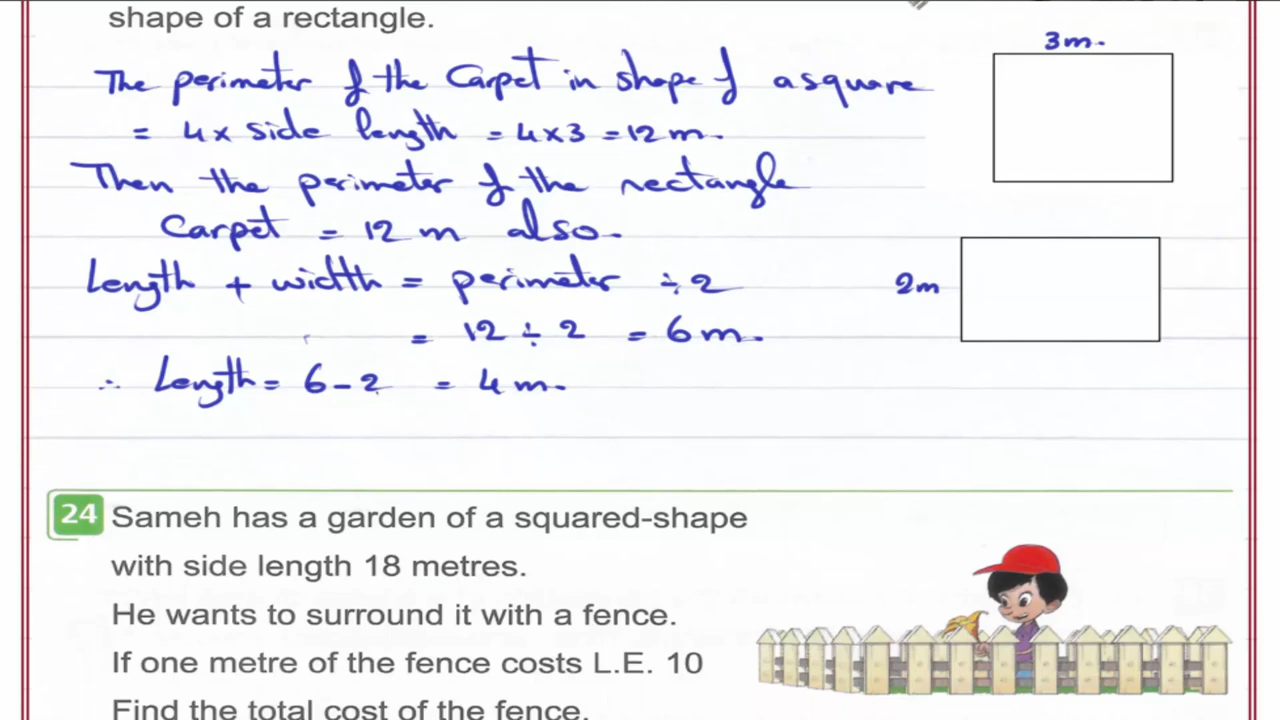 shape of a rectangle.
3m.
The perimeter of the Carpet in shape of a square
= 4 x side length = 4 x 3 = 12 m.
Then the perimeter of the rectangle
Carpet = 12 m also.
Length + width = perimeter ÷ 2
2m
= 12 ÷ 2 = 6 m.
∴ Length = 6 - 2 = 4 m.
24 Sameh has a garden of a squared-shape
with side length 18 metres.
He wants to surround it with a fence.
If one metre of the fence costs L.E. 10
Find the total cost of the fence.